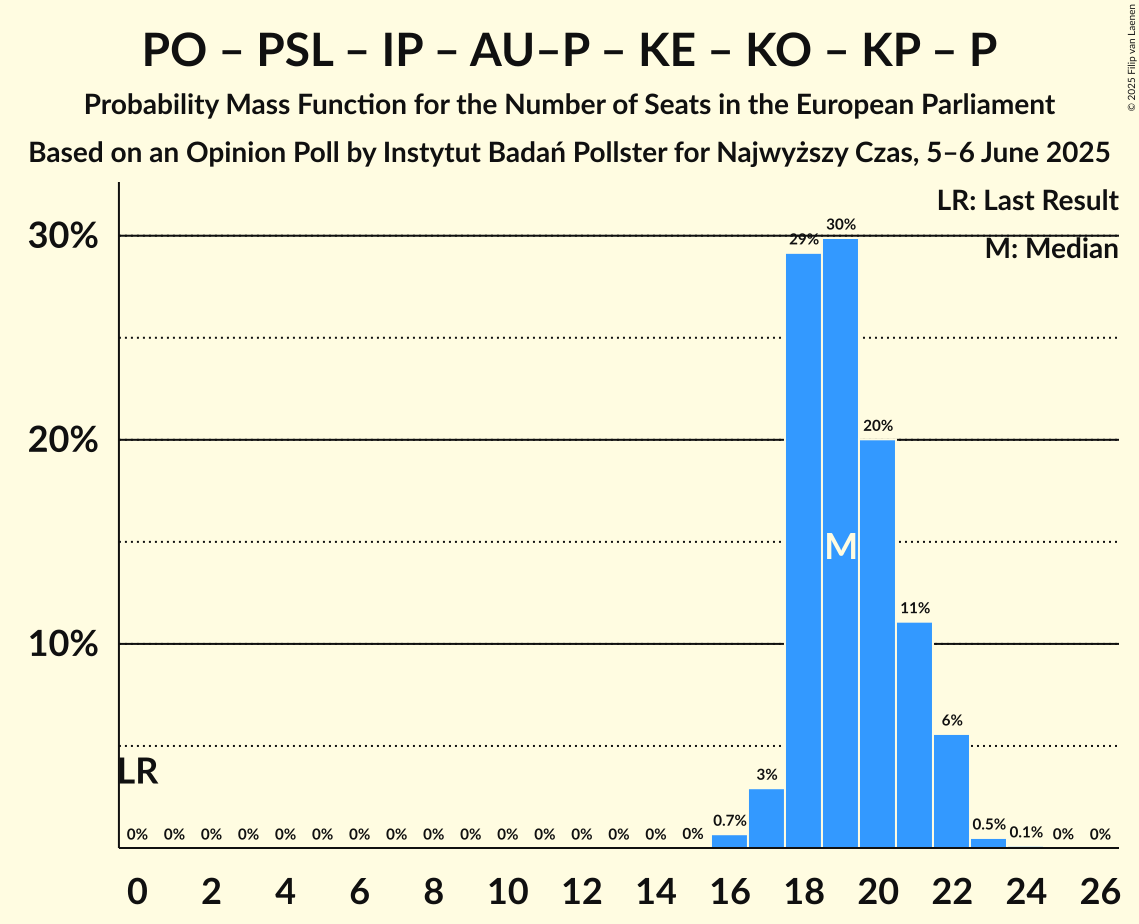 PO – PSL – IP – AU–P – KE – KO – KP – P
Probability Mass Function for the Number of Seats in the European Parliament
Based on an Opinion Poll by Instytut Badań Pollster for Najwyższy Czas, 5–6 June 2025
© 2025 Filip van Laenen
LR: Last Result
M: Median
30%
20%
10%
LR
M
0% 0% 0% 0% 0% 0% 0% 0% 0% 0% 0% 0% 0% 0% 0% 0% 0.7% 3% 29% 30% 20% 11% 6% 0.5% 0.1% 0% 0%
0 2 4 6 8 10 12 14 16 18 20 22 24 26